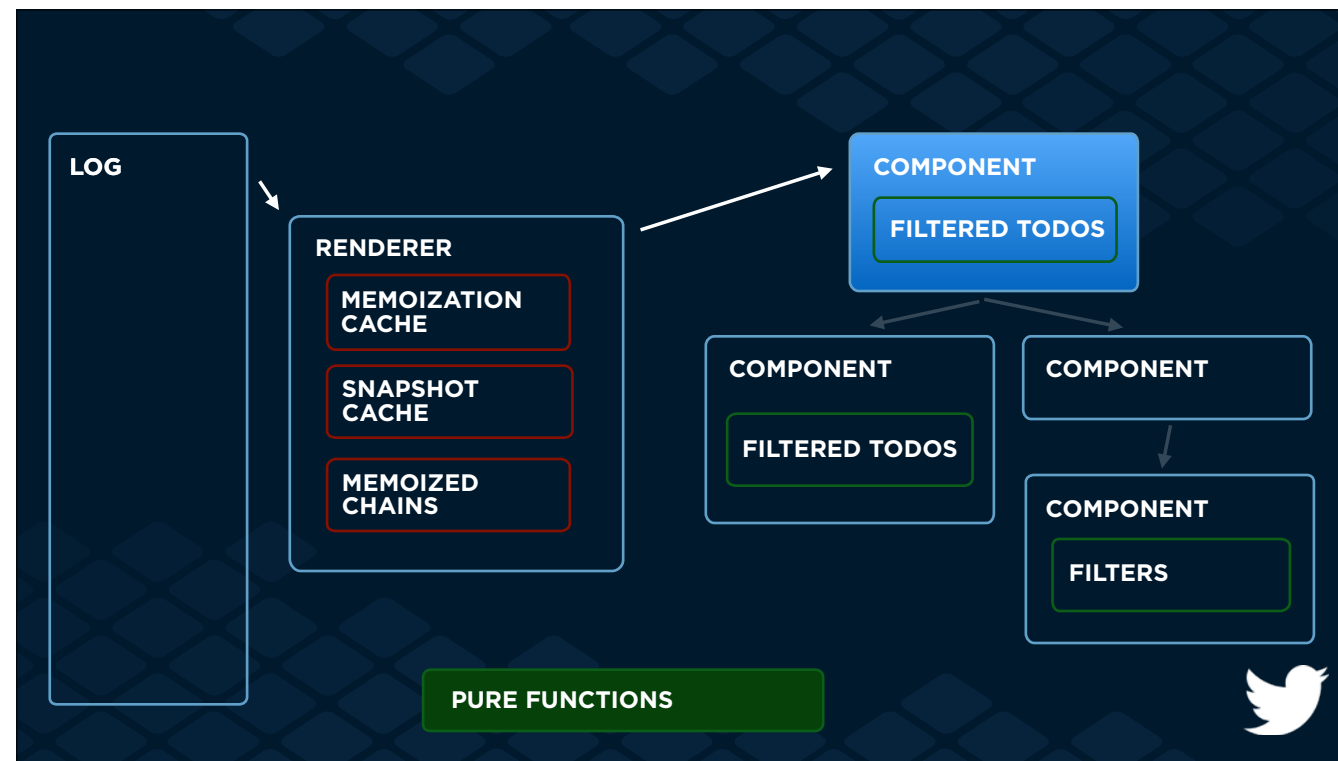 LOG
RENDERER
MEMOIZATION
CACHE
SNAPSHOT
CACHE
MEMOIZED
CHAINS
COMPONENT
FILTERED TODOS
COMPONENT
FILTERED TODOS
COMPONENT
COMPONENT
FILTERS
PURE FUNCTIONS